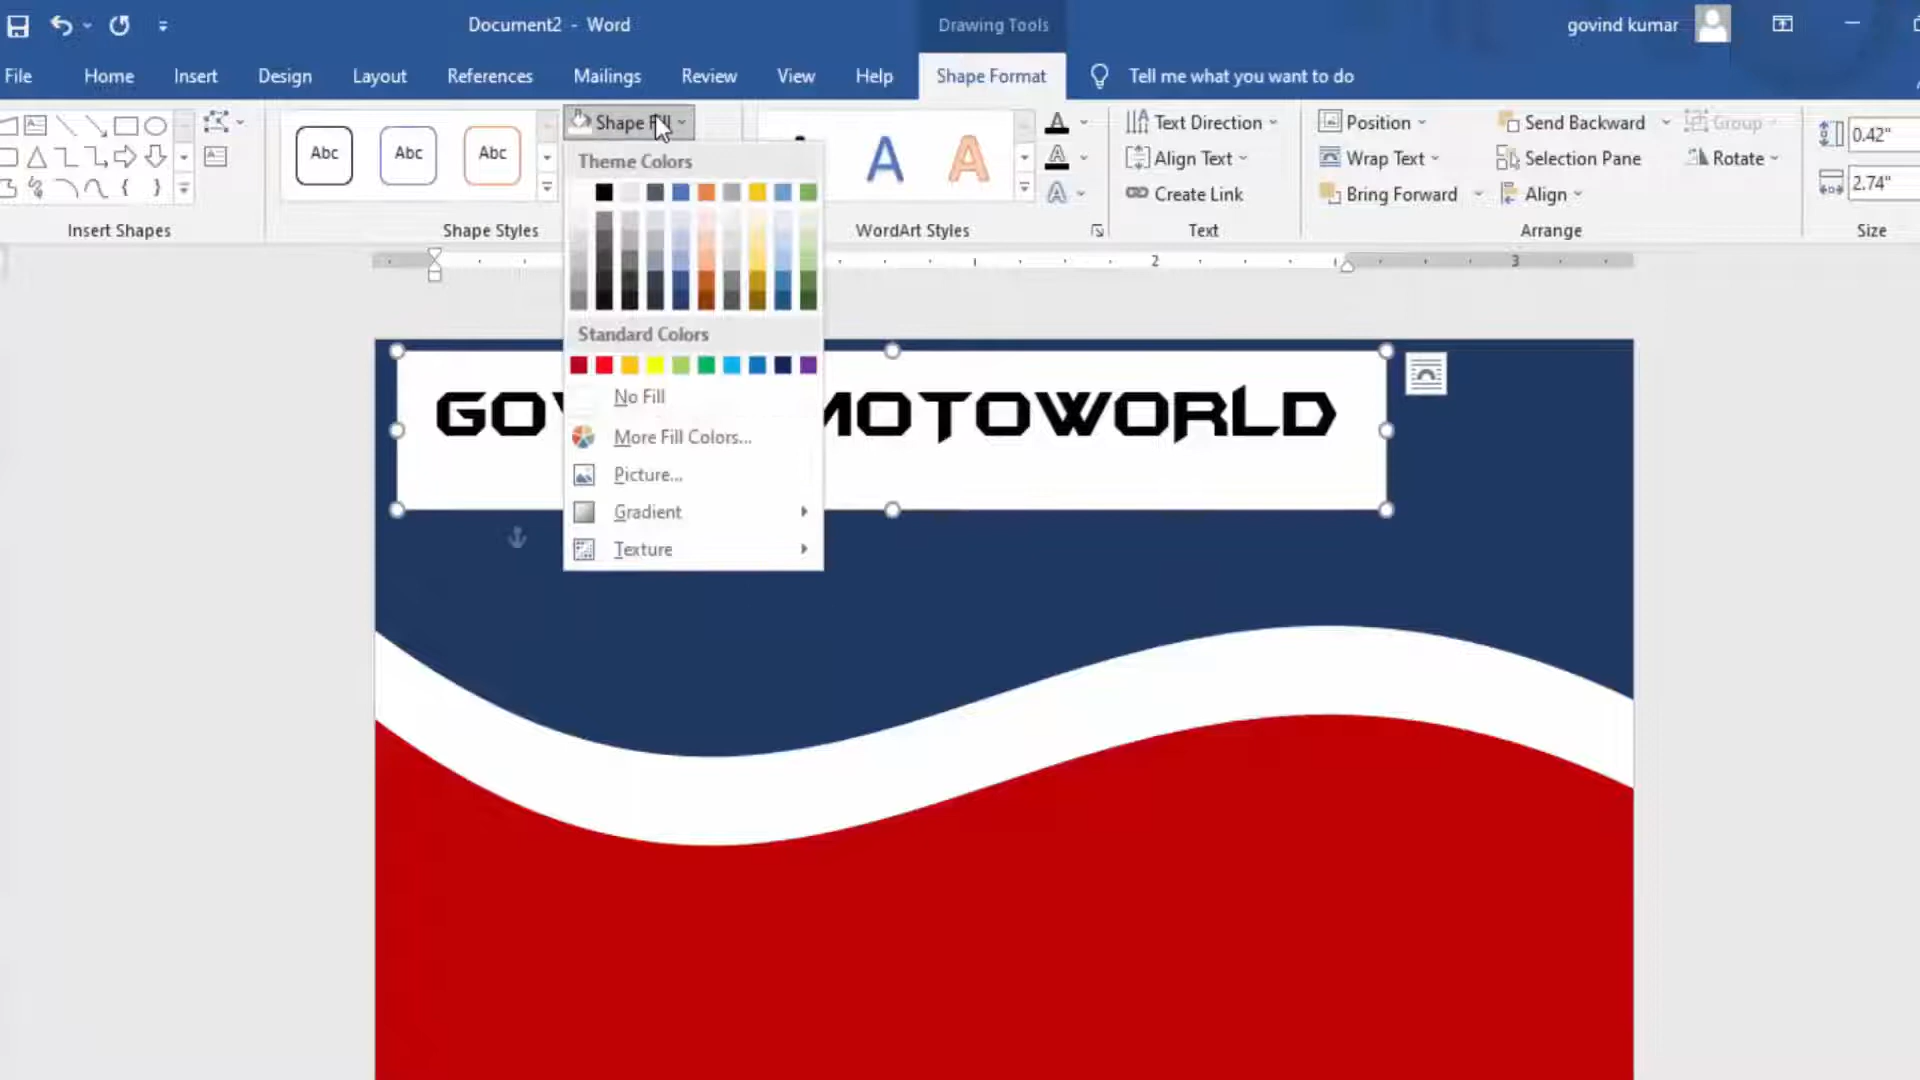 Document2 - Word
Drawing Tools
govind kumar
File Home Insert Design Layout References Mailings Review View Help Shape Format Tell me what you want to do
Abc Abc Abc
Shape Fill
A A
A
A
A
Text Direction
Align Text
Create Link
Position
Wrap Text
Bring Forward
Send Backward
Selection Pane
Align
Group
Rotate
0.42"
2.74"
Insert Shapes Shape Styles WordArt Styles Text Arrange Size
2 3
Theme Colors
Standard Colors
No Fill
More Fill Colors...
Picture...
Gradient
Texture
MOTOWORLD